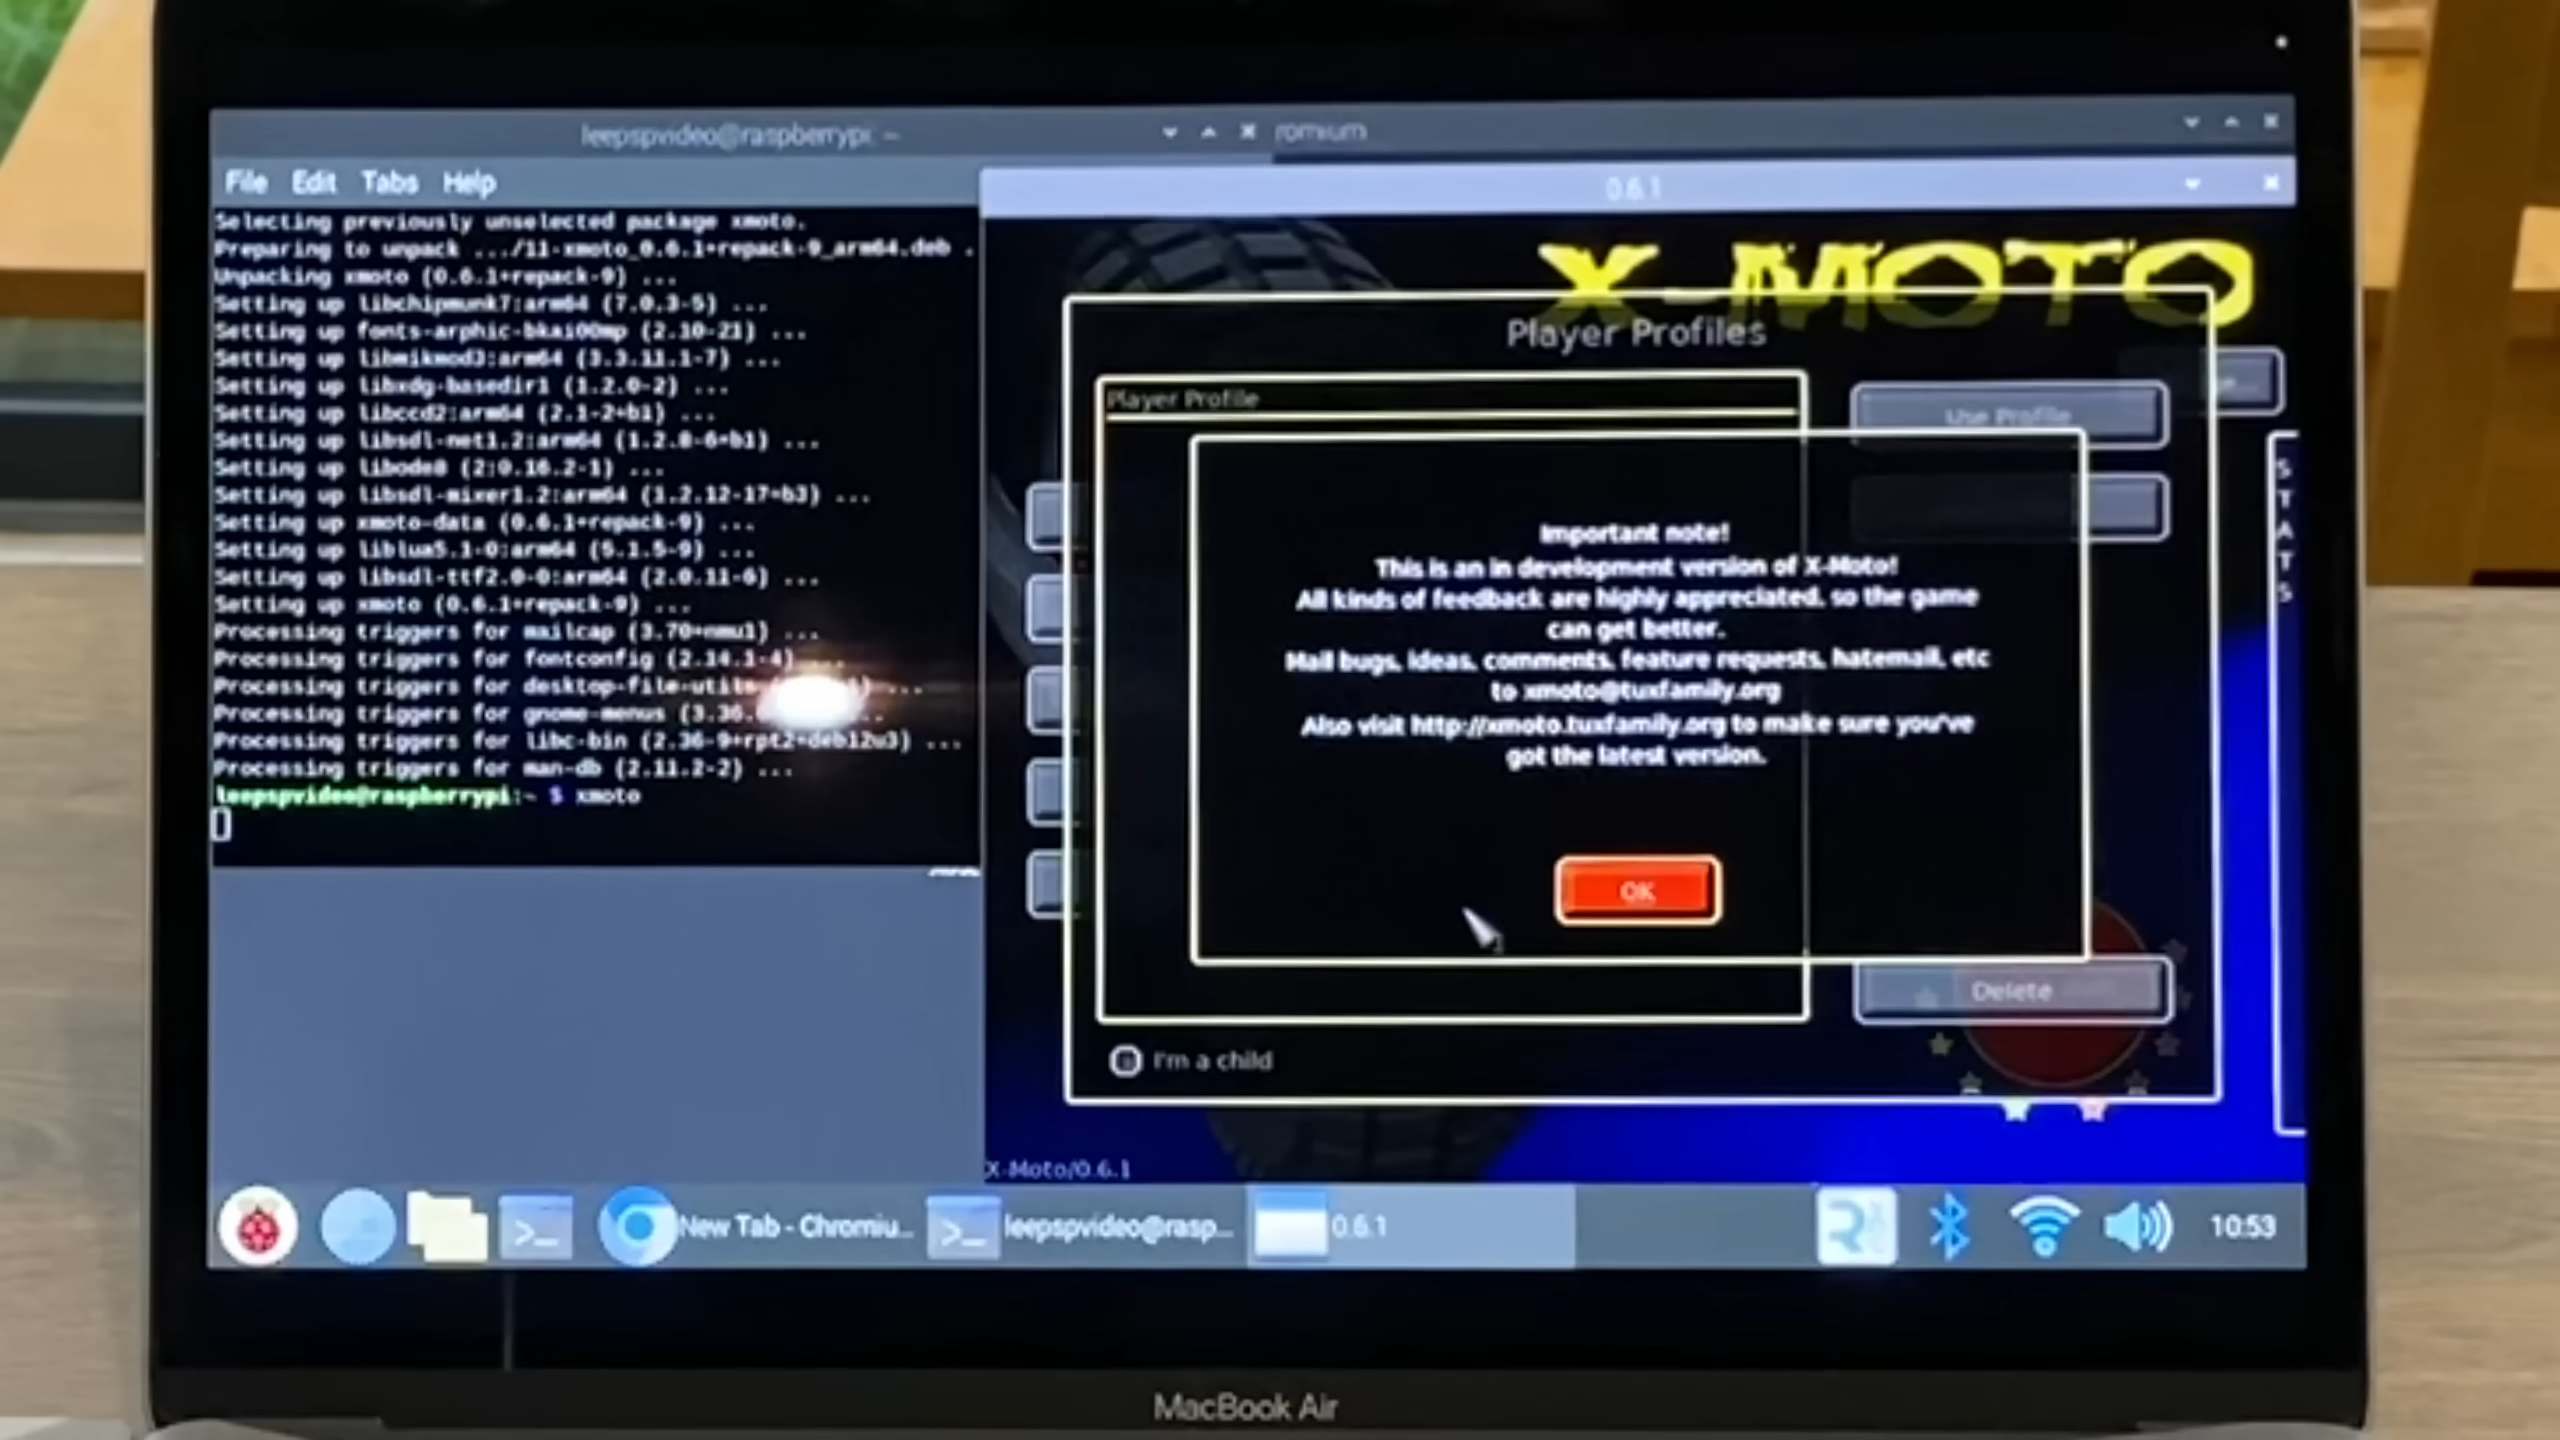 leepspvideo@raspberrypi: ~
romium
File Edit Tabs Help
0.6.1
Selecting previously unselected package xmoto.
Preparing to unpack .../11-xmoto_0.6.1+repack-9_arm64.deb .
Unpacking xmoto (0.6.1+repack-9) ...
Setting up libchipmunk7:arm64 (7.0.3-5) ...
Setting up fonts-arphic-bkai00mp (2.10-21) ...
Setting up libmikmod3:arm64 (3.3.11.1-7) ...
Setting up libxdg-basedir1 (1.2.0-2) ...
Setting up libccd2:arm64 (2.1-2+b1) ...
Setting up libsdl-net1.2:arm64 (1.2.8-6+b1) ...
Setting up libode8 (2:0.16.2-1) ...
Setting up libsdl-mixer1.2:arm64 (1.2.12-17+b3) ...
Setting up xmoto-data (0.6.1+repack-9) ...
Setting up liblua5.1-0:arm64 (5.1.5-9) ...
Setting up libsdl-ttf2.0-0:arm64 (2.0.11-6) ...
Setting up xmoto (0.6.1+repack-9) ...
Processing triggers for mailcap (3.70+nmu1) ...
Processing triggers for fontconfig (2.14.1-4) ...
Processing triggers for desktop-file-utils ...
Processing triggers for gnome-menus (3.36.
Processing triggers for libc-bin (2.36-9+rpt2+deb12u3) ...
Processing triggers for man-db (2.11.2-2) ...
leepspvideo@raspberrypi:~ $ xmoto
X-MOTO
Player Profiles
Player Profile
Use Profile
STATS
Important note!
This is an in development version of X-Moto!
All kinds of feedback are highly appreciated, so the game
can get better.
Mail bugs, ideas, comments, feature requests, hatemail, etc
to xmoto@tuxfamily.org
Also visit http://xmoto.tuxfamily.org to make sure you've
got the latest version.
OK
Delete
I'm a child
X-Moto/0.6.1
New Tab - Chromiu...
leepspvideo@rasp...
0.6.1
10:53
MacBook Air